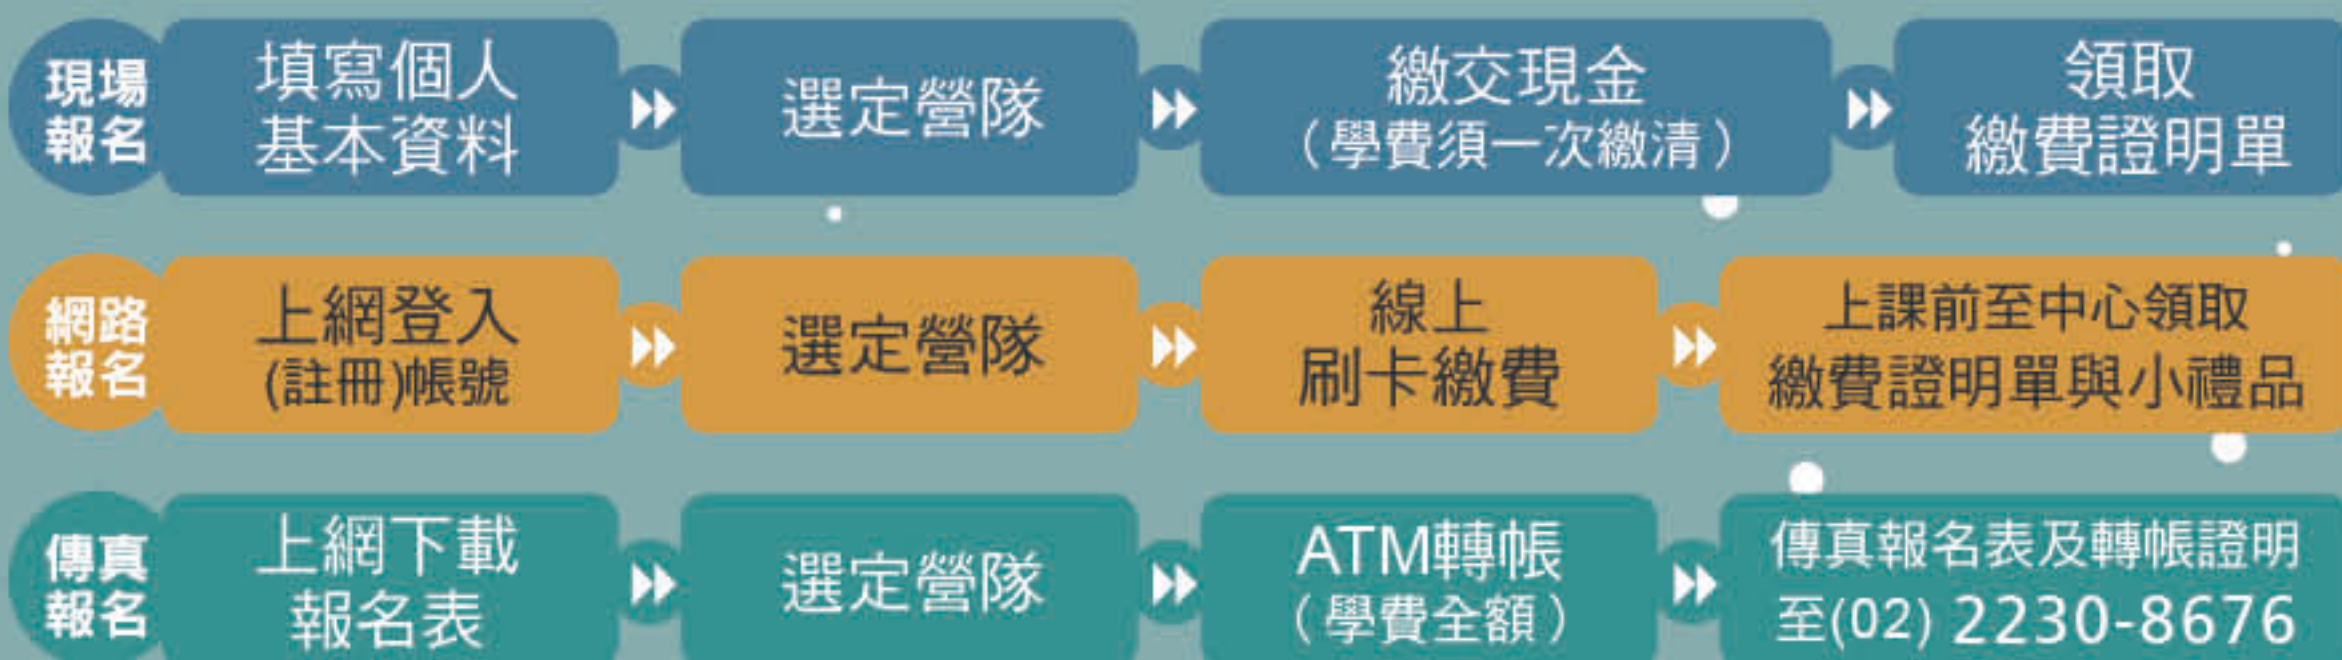 現場
報名
填寫個人
基本資料
選定營隊
繳交現金
（學費須一次繳清）
領取
繳費證明單
網路
報名
上網登入
(註冊)帳號
選定營隊
線上
刷卡繳費
上課前至中心領取
繳費證明單與小禮品
傳真
報名
上網下載
報名表
選定營隊
ATM轉帳
（學費全額）
傳真報名表及轉帳證明
至(02) 2230-8676